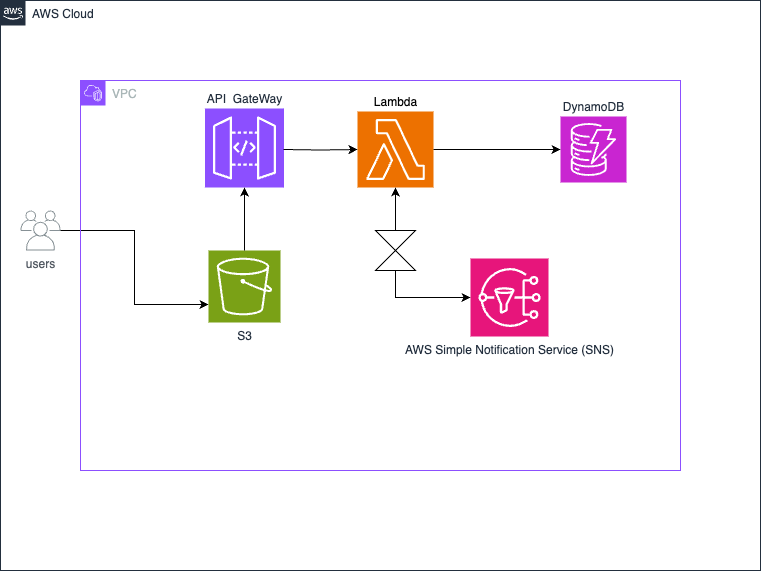 aws
AWS Cloud
VPC
API GateWay
Lambda
DynamoDB
</>
users
S3
AWS Simple Notification Service (SNS)